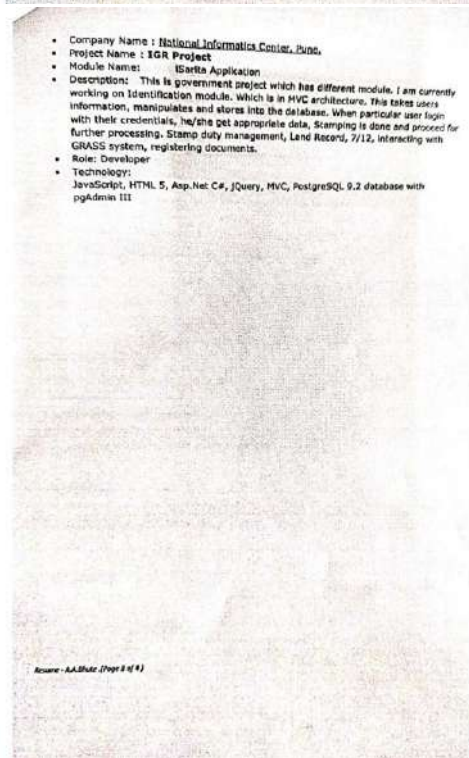 • Company Name : National Informatics Center, Pune.
• Project Name : IGR Project
• Module Name: iSarita Application
• Description: This is government project which has different module. I am currently
working on Identification module. Which is in MVC architecture. This takes users
information, manipulates and stores into the database. When particular user login
with their credentials, he/she get appropriate data, Stamping is done and proceed for
further processing. Stamp duty management, Land Record, 7/12, interacting with
GRASS system, registering documents.
• Role: Developer
• Technology:
JavaScript, HTML 5, Asp.Net C#, jQuery, MVC, PostgreSQL 9.2 database with
pgAdmin III
Resume - A.A.Bhute .(Page of 4)